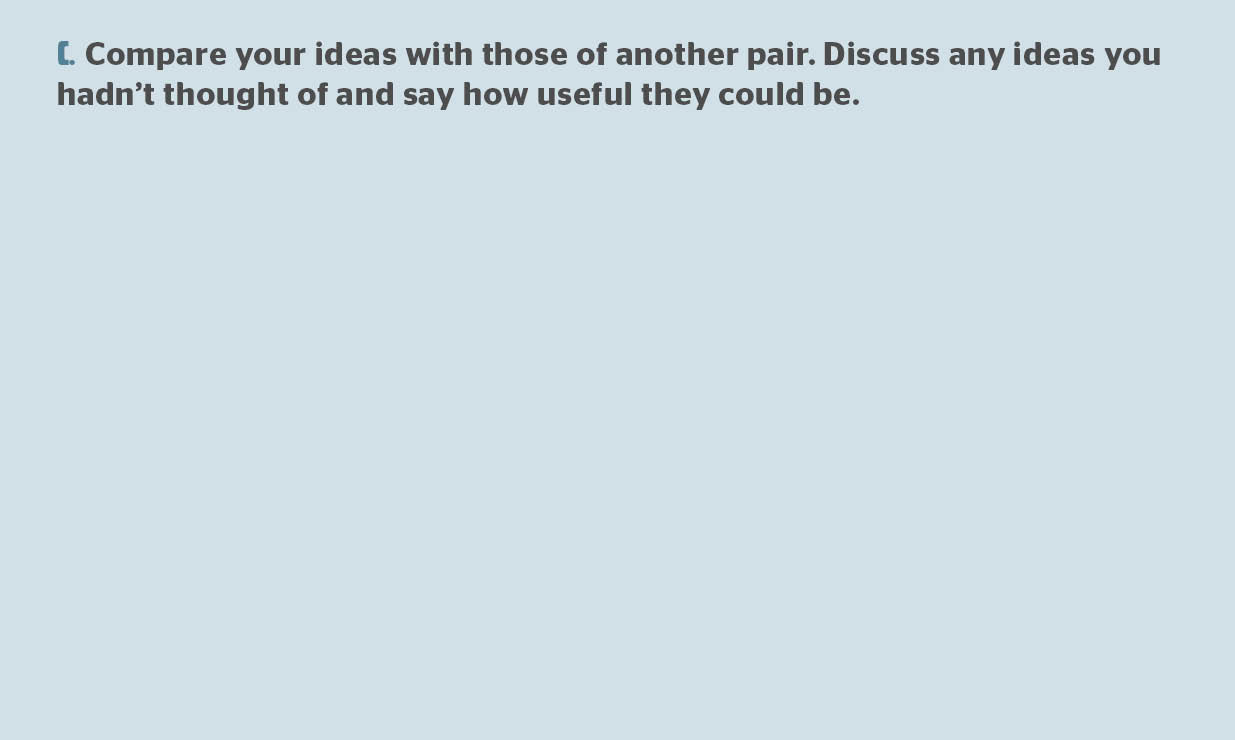 C. Compare your ideas with those of another pair. Discuss any ideas you
hadn’t thought of and say how useful they could be.